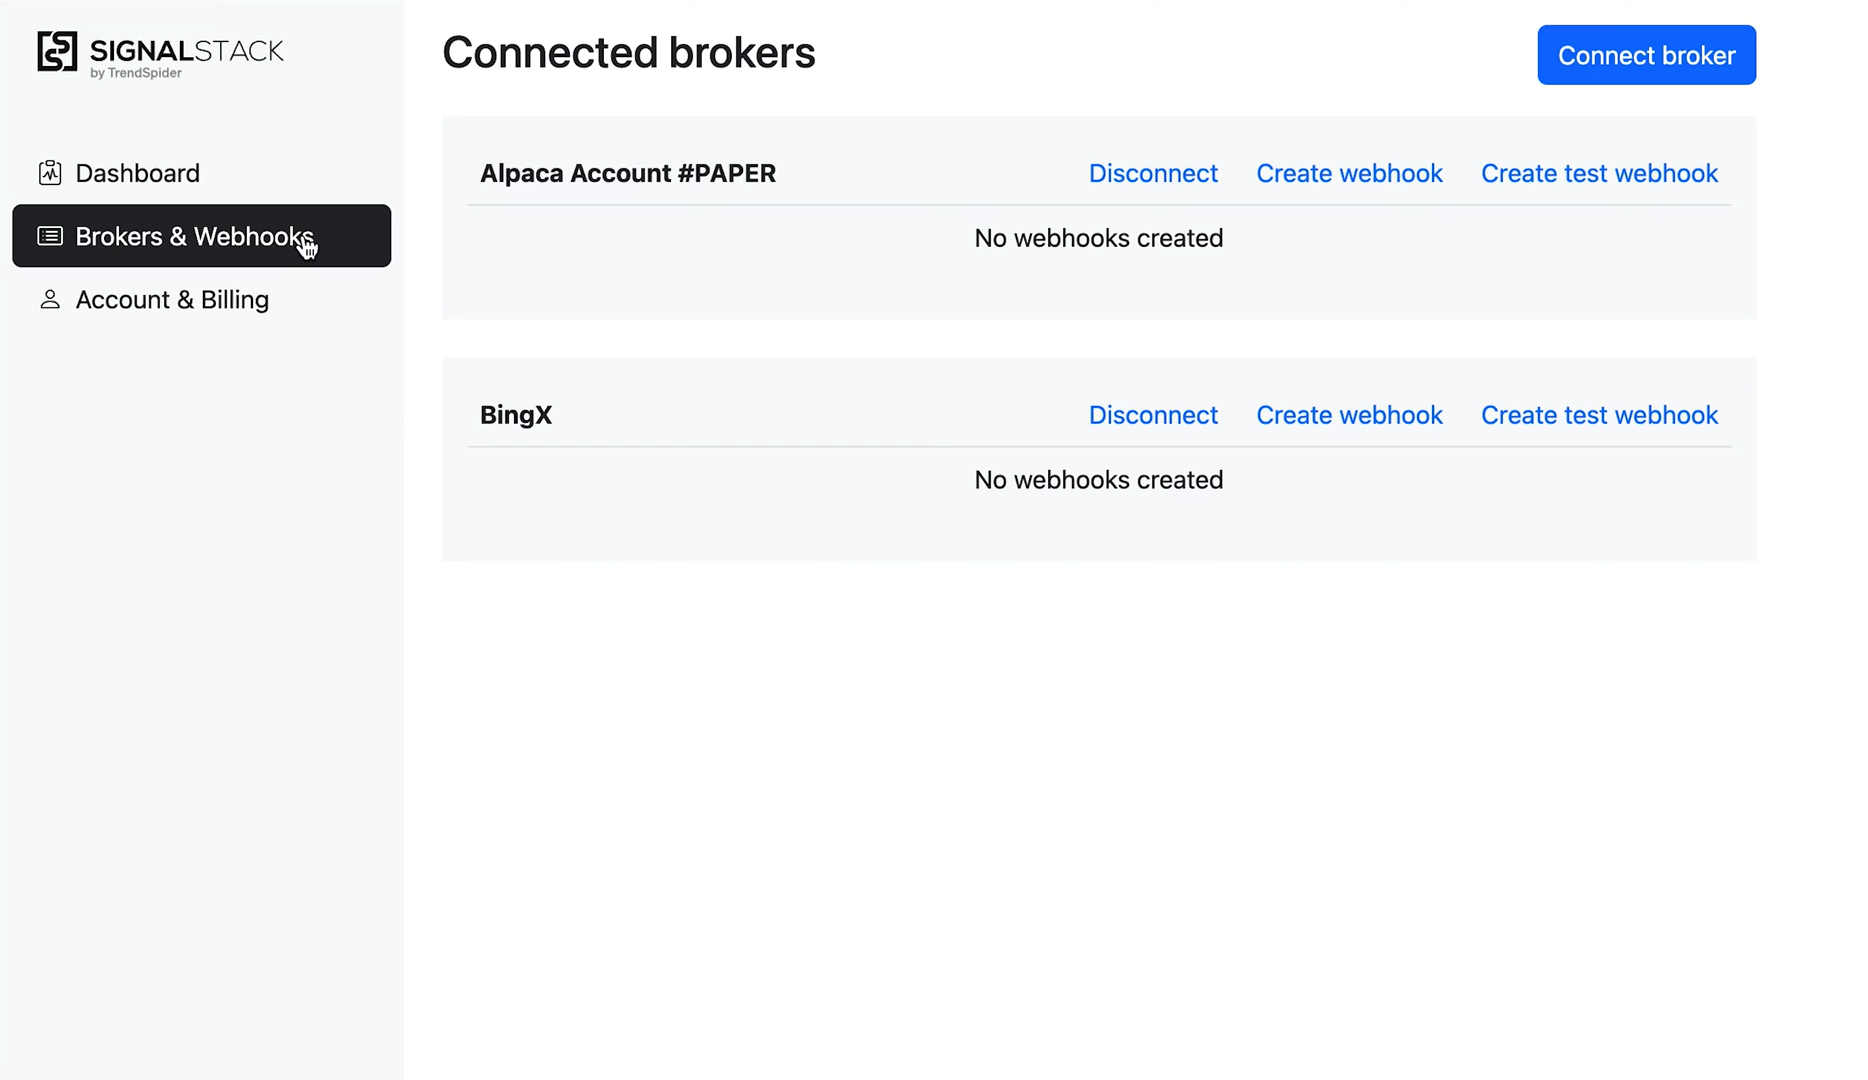 SIGNALSTACK
by TrendSpider
Dashboard
Brokers & Webhooks
Account & Billing
Connected brokers
Connect broker
Alpaca Account #PAPER
Disconnect
Create webhook
Create test webhook
No webhooks created
BingX
Disconnect
Create webhook
Create test webhook
No webhooks created